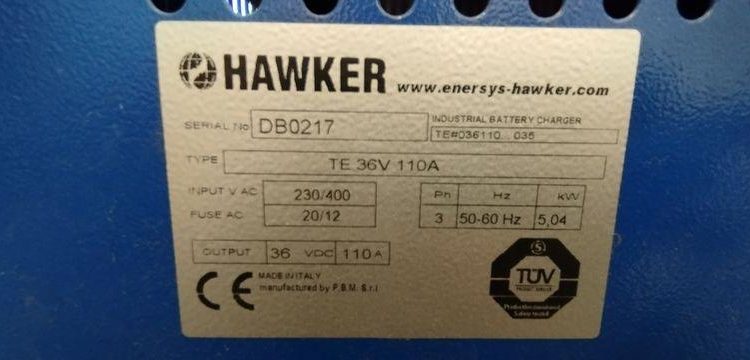 HAWKER www.enersys-hawker.com
SERIAL No DB0217
INDUSTRIAL BATTERY CHARGER
TE#036110...035
TYPE TE 36V 110A
INPUT V AC 230/400
FUSE AC 20/12
Ph Hz kW
3 50-60 Hz 5,04
OUTPUT 36 VDC 110 A
CE
MADE IN ITALY
manufactured by P.B.M. S.r.l
S
TÜV